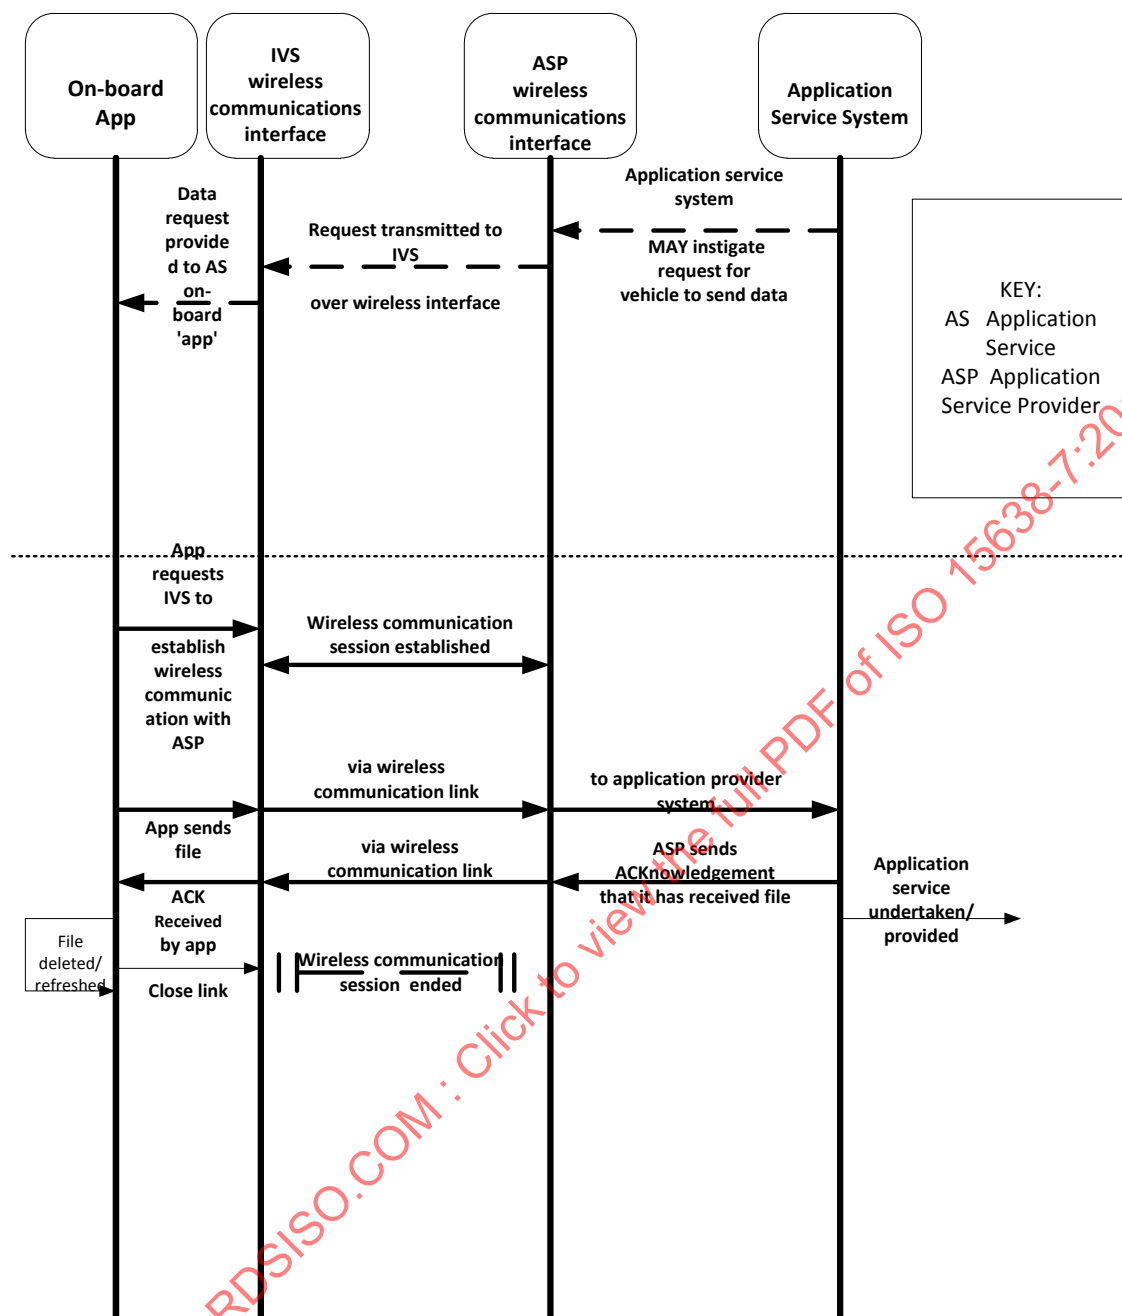 On-board
App
IVS
wireless
communications
interface
ASP
wireless
communications
interface
Application
Service System
Data
request
provide
d to AS
on-
board
'app'
Request transmitted to
IVS
over wireless interface
Application service
system
MAY instigate
request for
vehicle to send data
KEY:
AS Application
Service
ASP Application
Service Provider
App
requests
IVS to
establish
wireless
communic
ation with
ASP
Wireless communication
session established
App sends
file
via wireless
communication link
to application provider
system
ACK
Received
by app
via wireless
communication link
ASP sends
ACKnowledgement
that it has received file
Application
service
undertaken/
provided
File
deleted/
refreshed
Close link
Wireless communication
session ended
RDSISO.COM : Click to view the full PDF of ISO 15638-7:20